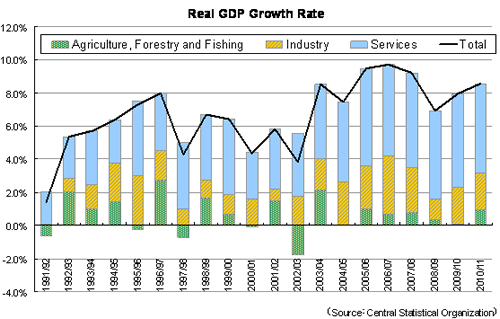 Real GDP Growth Rate
12.0%
Agriculture, Forestry and Fishing Industry Services Total
10.0%
8.0%
6.0%
4.0%
2.0%
0.0%
-2.0%
-4.0%
1991/92 1992/93 1993/94 1994/95 1995/96 1996/97 1997/98 1998/99 1999/00 2000/01 2001/02 2002/03 2003/04 2004/05 2005/06 2006/07 2007/08 2008/09 2009/10 2010/11
(Source: Central Statistical Organization)